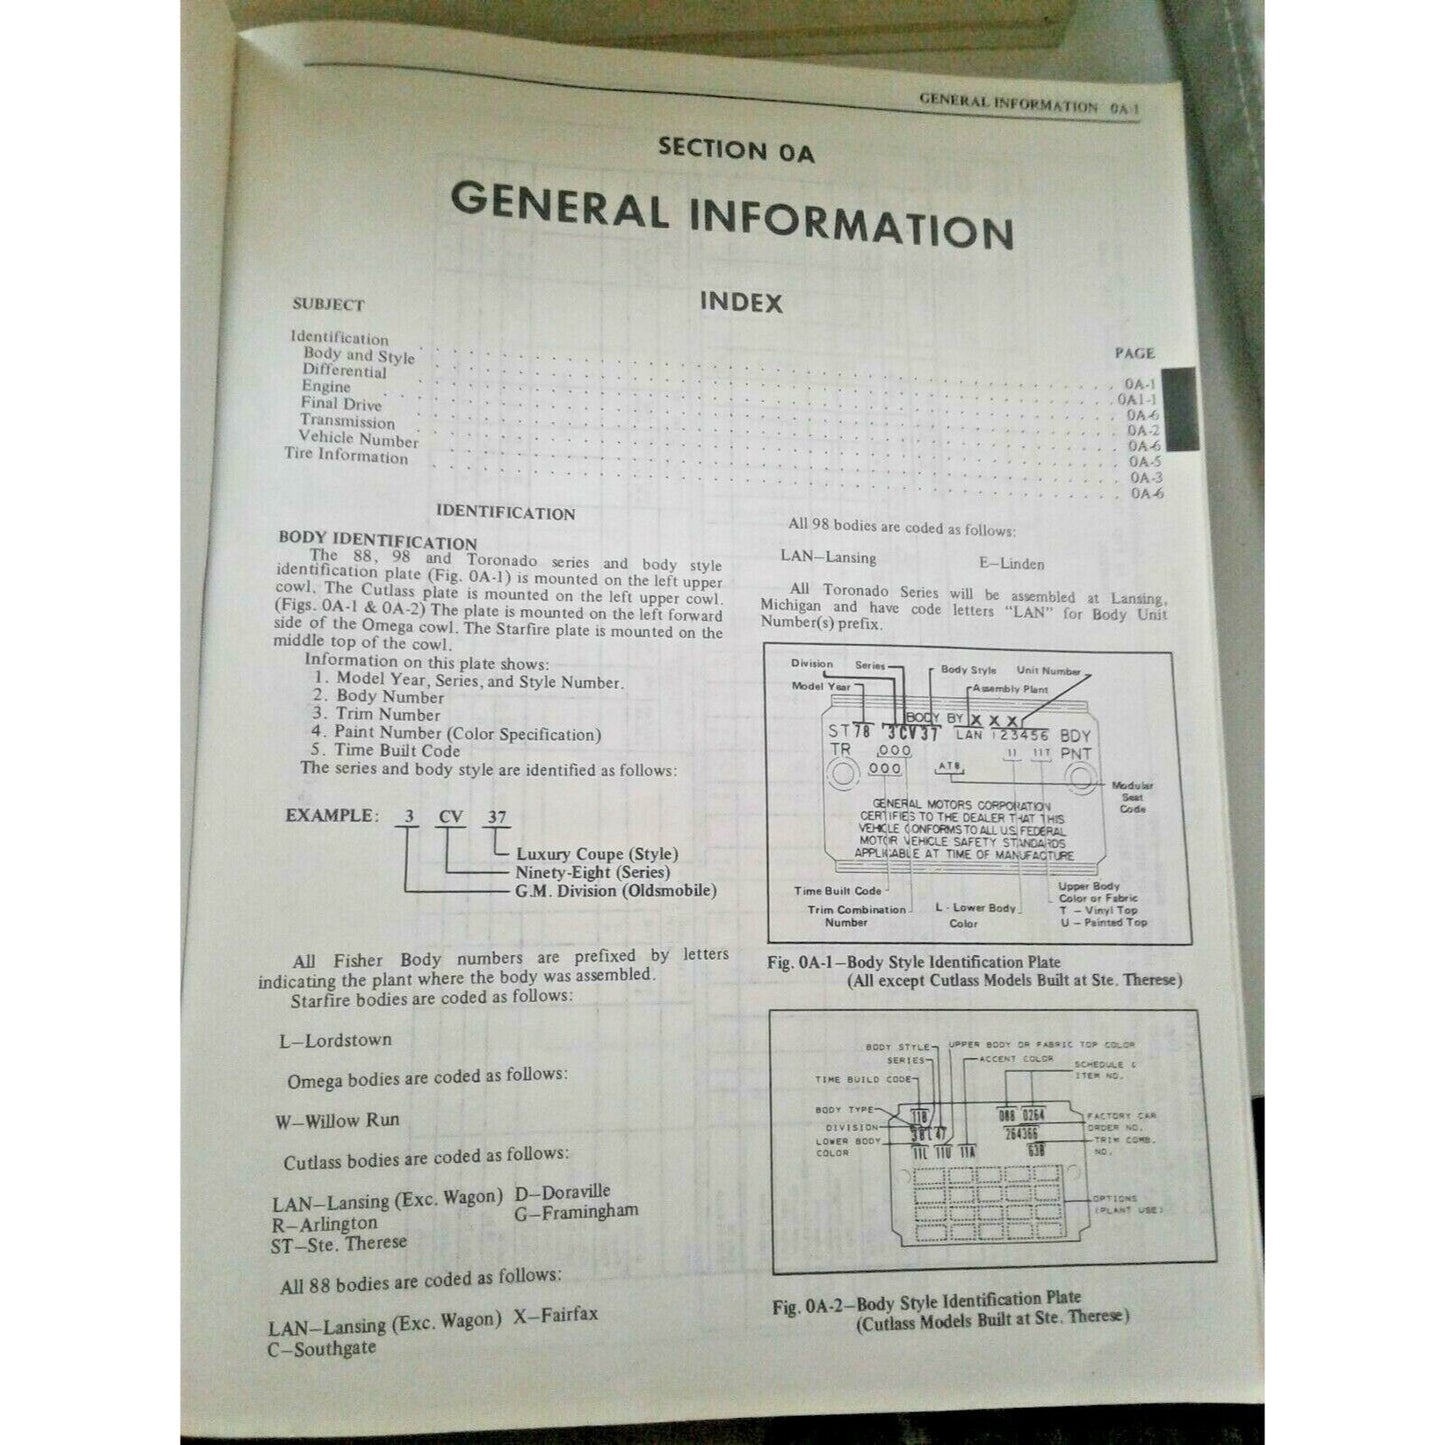 GENERAL INFORMATION 0A-1
SECTION 0A
GENERAL INFORMATION
INDEX
SUBJECT
PAGE
Identification
Body and Style . . . 0A-1
Differential . . . 0A1-1
Engine . . . 0A-6
Final Drive . . . 0A-2
Transmission . . . 0A-6
Vehicle Number . . . 0A-5
Tire Information . . . 0A-3
0A-6
IDENTIFICATION
BODY IDENTIFICATION
The 88, 98 and Toronado series and body style
identification plate (Fig. 0A-1) is mounted on the left upper
cowl. The Cutlass plate is mounted on the left upper cowl.
(Figs. 0A-1 & 0A-2) The plate is mounted on the left forward
side of the Omega cowl. The Starfire plate is mounted on the
middle top of the cowl.
Information on this plate shows:
1. Model Year, Series, and Style Number.
2. Body Number
3. Trim Number
4. Paint Number (Color Specification)
5. Time Built Code
The series and body style are identified as follows:
EXAMPLE: 3 CV 37
Luxury Coupe (Style)
Ninety-Eight (Series)
G.M. Division (Oldsmobile)
All Fisher Body numbers are prefixed by letters
indicating the plant where the body was assembled.
Starfire bodies are coded as follows:
L—Lordstown
Omega bodies are coded as follows:
W—Willow Run
Cutlass bodies are coded as follows:
LAN—Lansing (Exc. Wagon) D—Doraville
R—Arlington G—Framingham
ST—Ste. Therese
All 88 bodies are coded as follows:
LAN—Lansing (Exc. Wagon) X—Fairfax
C—Southgate
All 98 bodies are coded as follows:
LAN—Lansing E—Linden
All Toronado Series will be assembled at Lansing,
Michigan and have code letters "LAN" for Body Unit
Number(s) prefix.
Division Series Body Style Unit Number
Model Year Assembly Plant
BODY BY X X X
ST 78 3 CV 37 LAN 123456 BDY
TR 000 11 11T PNT
000 AT8
Modular
Seat
Code
GENERAL MOTORS CORPORATION
CERTIFIES TO THE DEALER THAT THIS
VEHICLE CONFORMS TO ALL US FEDERAL
MOTOR VEHICLE SAFETY STANDARDS
APPLICABLE AT TIME OF MANUFACTURE
Time Built Code
Trim Combination
Number
L - Lower Body
Color
Upper Body
Color or Fabric
T — Vinyl Top
U — Painted Top
Fig. 0A-1—Body Style Identification Plate
(All except Cutlass Models Built at Ste. Therese)
BODY STYLE UPPER BODY OR FABRIC TOP COLOR
SERIES ACCENT COLOR
SCHEDULE &
ITEM NO.
TIME BUILD CODE
BODY TYPE
DIVISION
LOWER BODY
COLOR
11B 088 0264
47 264366
11L 11U 11A 63B
FACTORY CAR
ORDER NO.
TRIM COMB.
NO.
OPTIONS
(PLANT USE)
Fig. 0A-2—Body Style Identification Plate
(Cutlass Models Built at Ste. Therese)